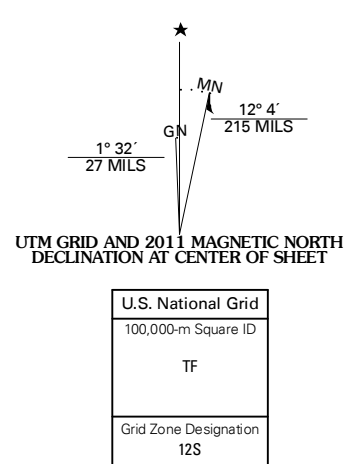 MN
12° 4´
215 MILS
GN
1° 32´
27 MILS
UTM GRID AND 2011 MAGNETIC NORTH
DECLINATION AT CENTER OF SHEET
U.S. National Grid
100,000-m Square ID
TF
Grid Zone Designation
12S